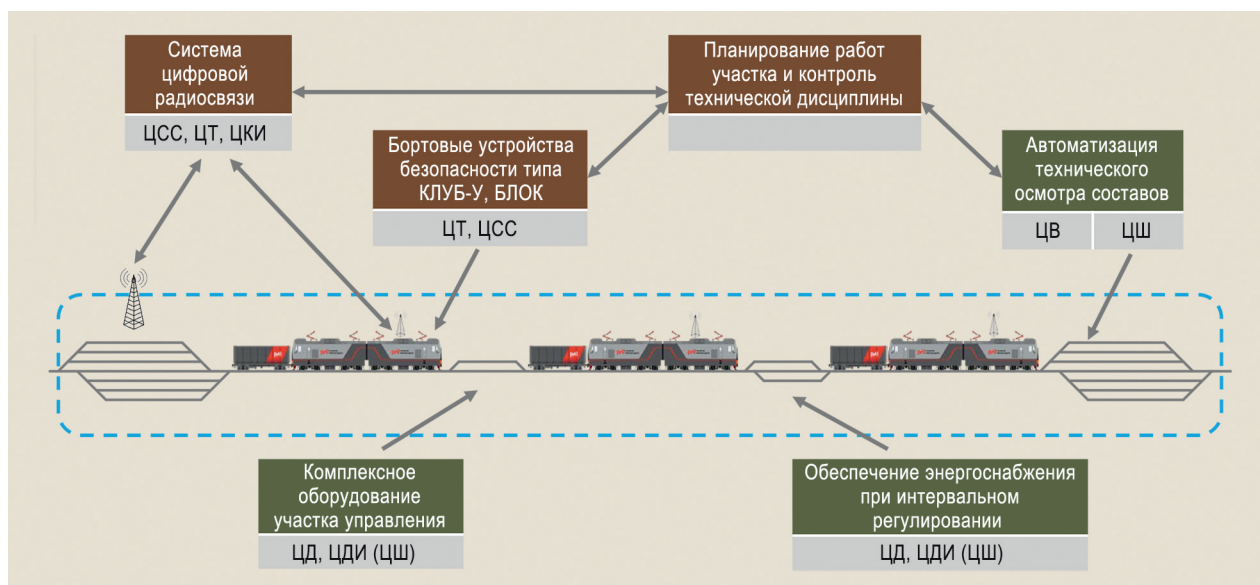 Система
цифровой
радиосвязи
ЦСС, ЦТ, ЦКИ
Планирование работ
участка и контроль
технической дисциплины
Бортовые устройства
безопасности типа
КЛУБ-У, БЛОК
ЦТ, ЦСС
Автоматизация
технического
осмотра составов
ЦВ
ЦШ
Комплексное
оборудование
участка управления
ЦД, ЦДИ (ЦШ)
Обеспечение энергоснабжения
при интервальном
регулировании
ЦД, ЦДИ (ЦШ)